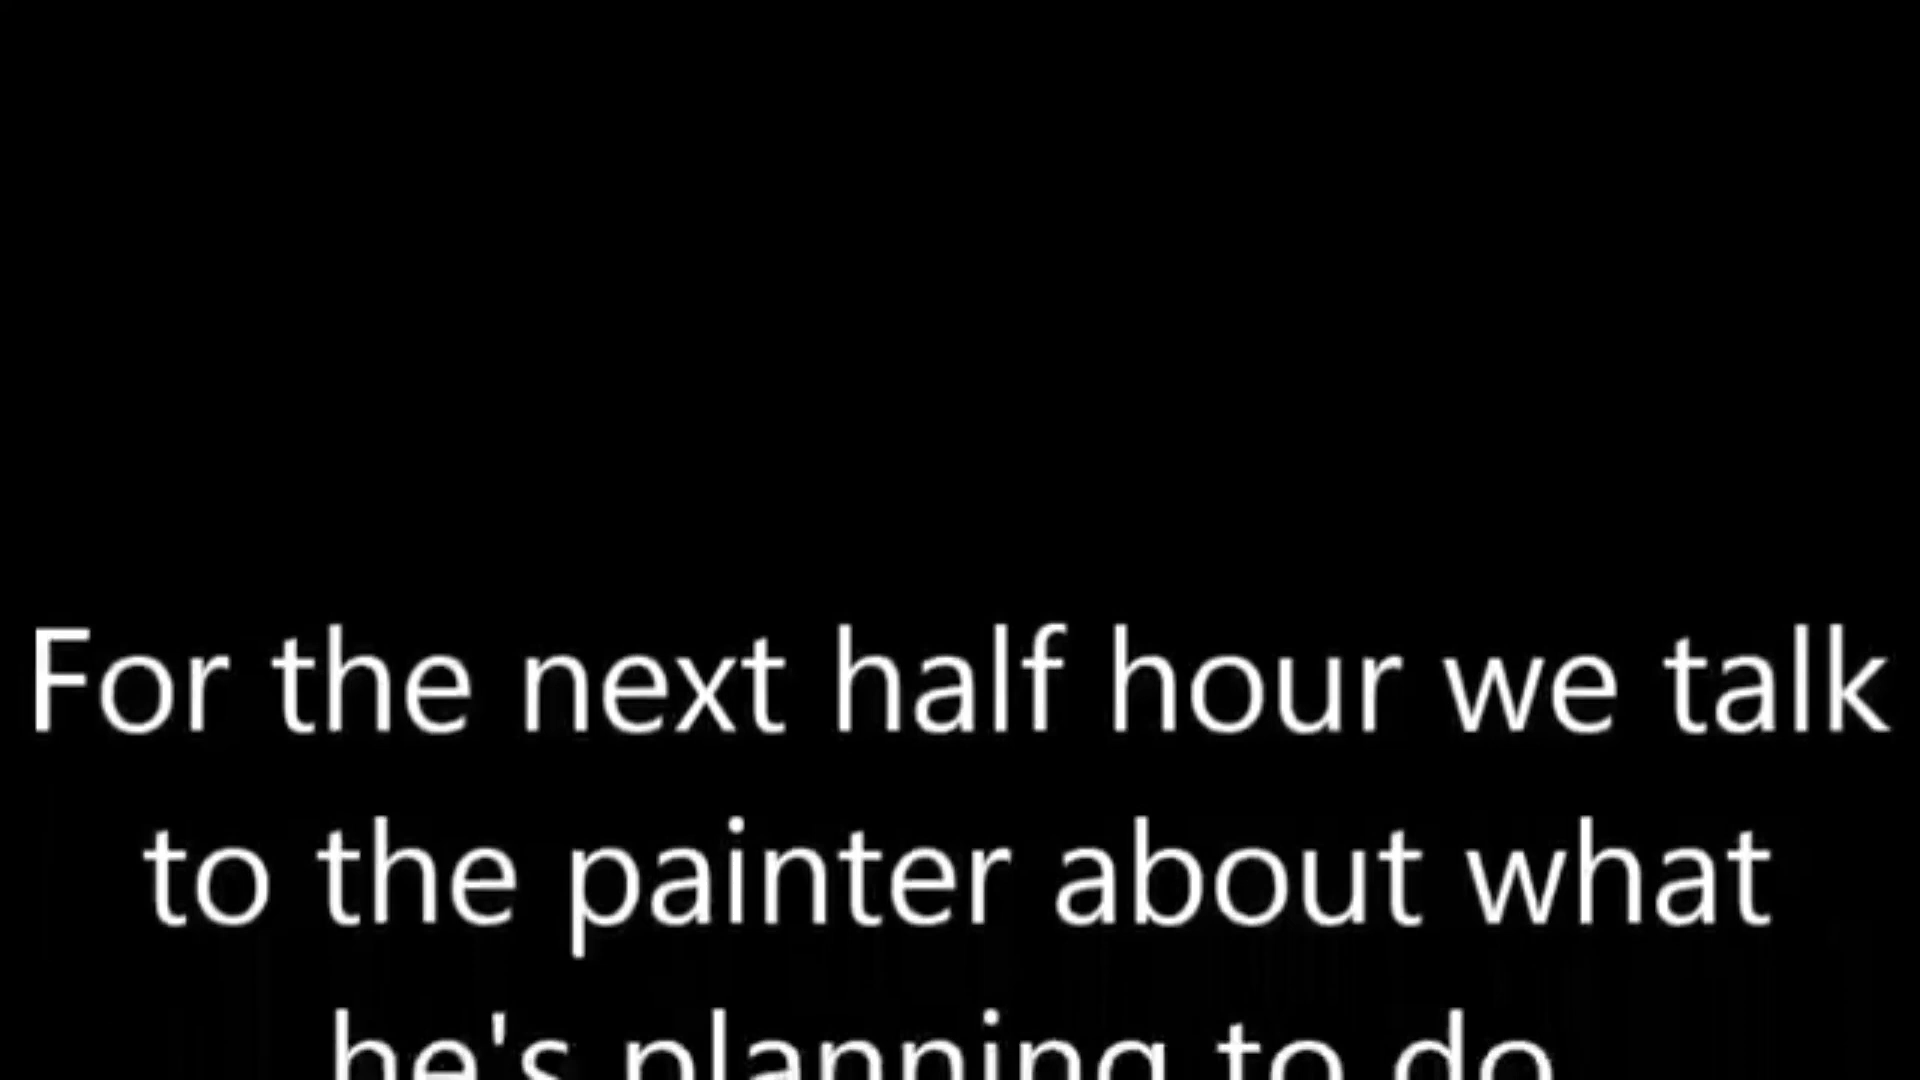 For the next half hour we talk
to the painter about what
he's planning to do